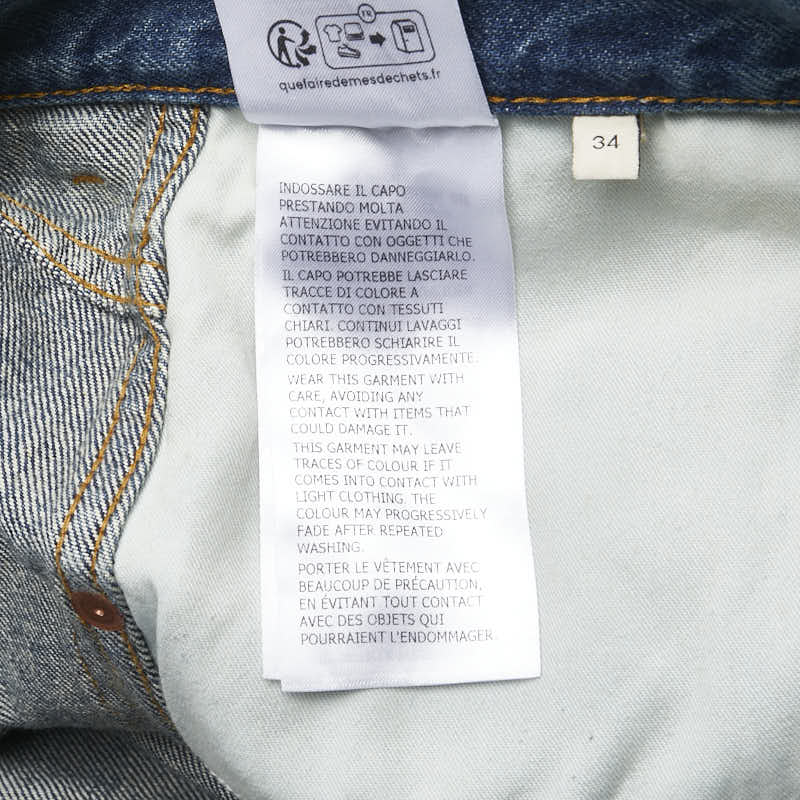 FR
quefairedemesdechets.fr
34
INDOSSARE IL CAPO
PRESTANDO MOLTA
ATTENZIONE EVITANDO IL
CONTATTO CON OGGETTI CHE
POTREBBERO DANNEGGIARLO.
IL CAPO POTREBBE LASCIARE
TRACCE DI COLORE A
CONTATTO CON TESSUTI
CHIARI. CONTINUI LAVAGGI
POTREBBERO SCHIARIRE IL
COLORE PROGRESSIVAMENTE.
WEAR THIS GARMENT WITH
CARE, AVOIDING ANY
CONTACT WITH ITEMS THAT
COULD DAMAGE IT.
THIS GARMENT MAY LEAVE
TRACES OF COLOUR IF IT
COMES INTO CONTACT WITH
LIGHT CLOTHING. THE
COLOUR MAY PROGRESSIVELY
FADE AFTER REPEATED
WASHING.
PORTER LE VÊTEMENT AVEC
BEAUCOUP DE PRÉCAUTION,
EN ÉVITANT TOUT CONTACT
AVEC DES OBJETS QUI
POURRAIENT L'ENDOMMAGER.